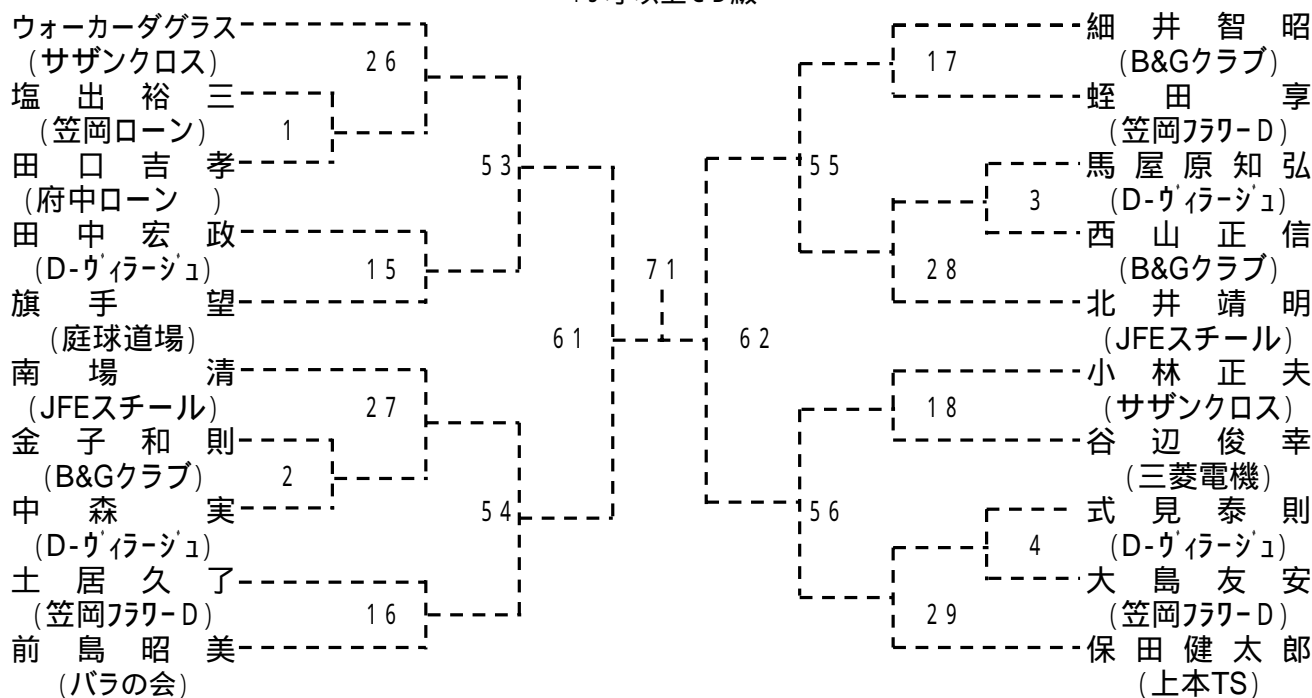 ウォーカーダグラス
(サザンクロス) 26
塩出裕三
(笠岡ローン) 1
田口吉孝 53
(府中ローン )
田中宏政
(D-ヴィラージュ) 15
旗手望
(庭球道場) 61
南場清
(JFEスチール) 27
金子和則
(B&Gクラブ) 2
中森実 54
(D-ヴィラージュ)
土居久了
(笠岡フラワーD) 16
前島昭美
(バラの会)
71
細井智昭
17 (B&Gクラブ)
蛭田享
(笠岡フラワーD)
55 馬屋原知弘
3 (D-ヴィラージュ)
西山正信
28 (B&Gクラブ)
北井靖明
62 (JFEスチール)
小林正夫
18 (サザンクロス)
谷辺俊幸
(三菱電機)
56 式見泰則
4 (D-ヴィラージュ)
大島友安
29 (笠岡フラワーD)
保田健太郎
(上本TS)